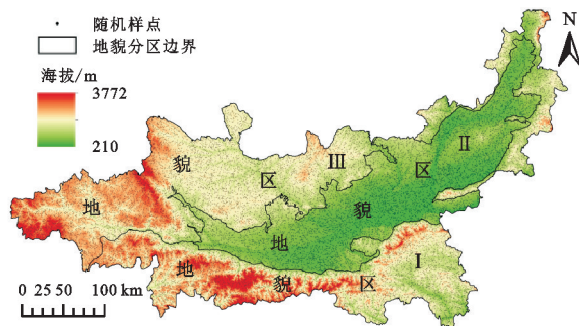 随机样点
地貌分区边界
海拔/m
3772
210
N
地 貌 区 Ⅲ
地 貌 区 Ⅱ
地 貌 区 Ⅰ
0 25 50 100 km